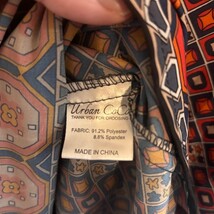 Urban CoCo
THANK YOU FOR CHOOSING
FABRIC: 91.2% Polyester
8.8% Spandex
MADE IN CHINA